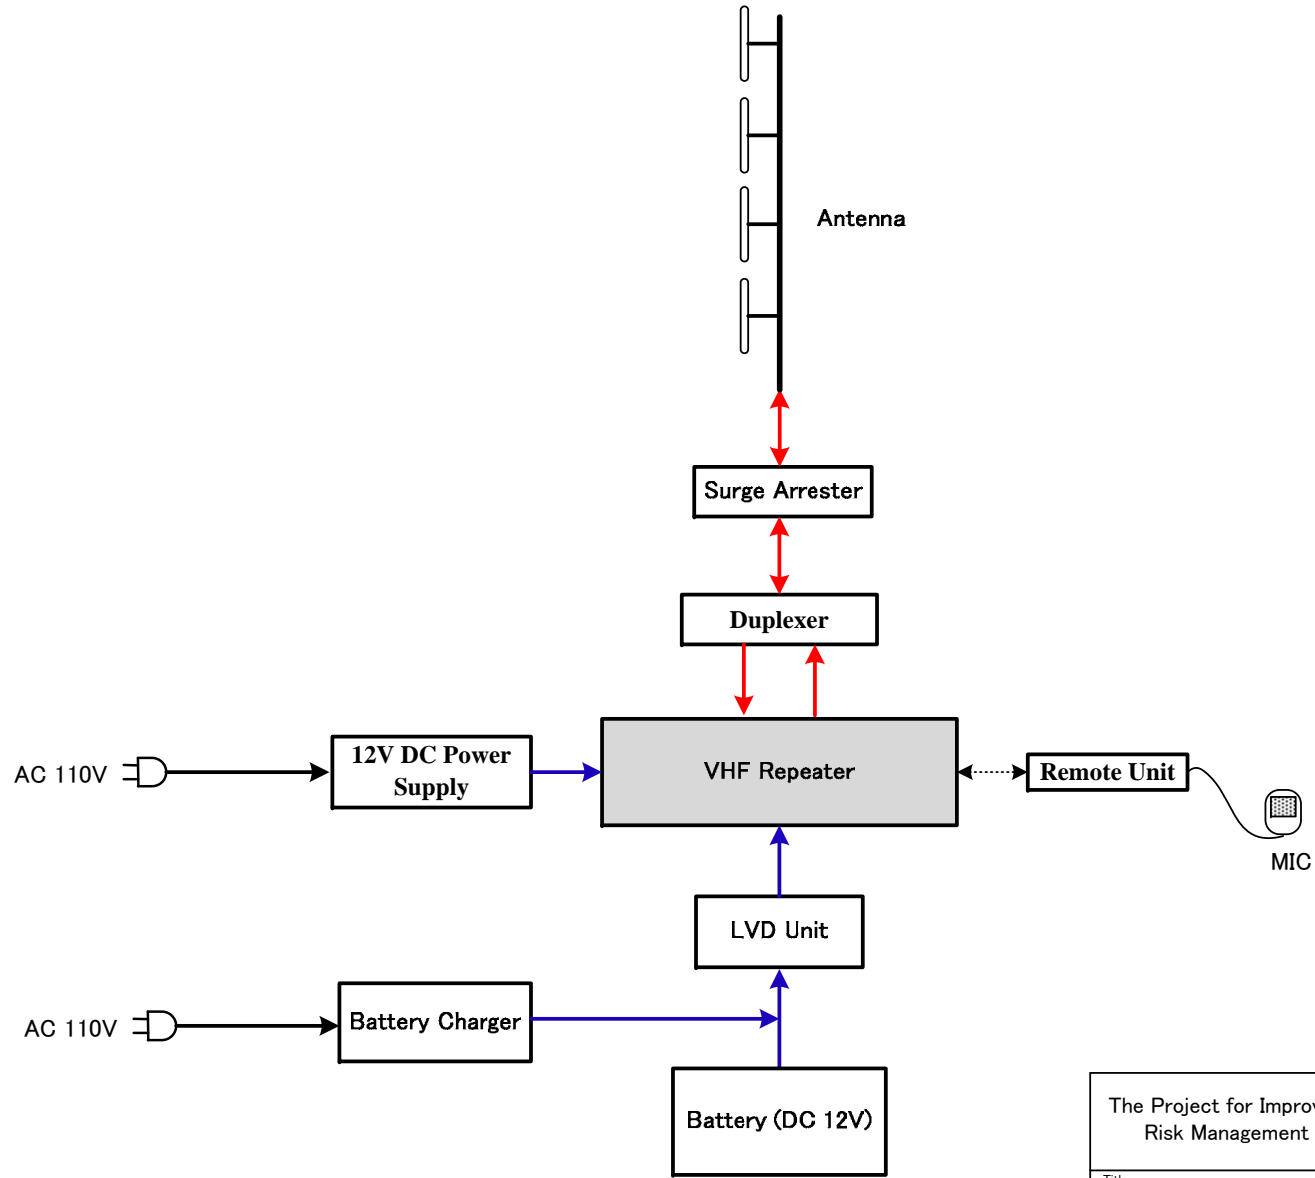 Antenna
Surge Arrester
Duplexer
AC 110V
12V DC Power
Supply
VHF Repeater
Remote Unit
MIC
LVD Unit
AC 110V
Battery Charger
Battery (DC 12V)
The Project for Improv
Risk Management